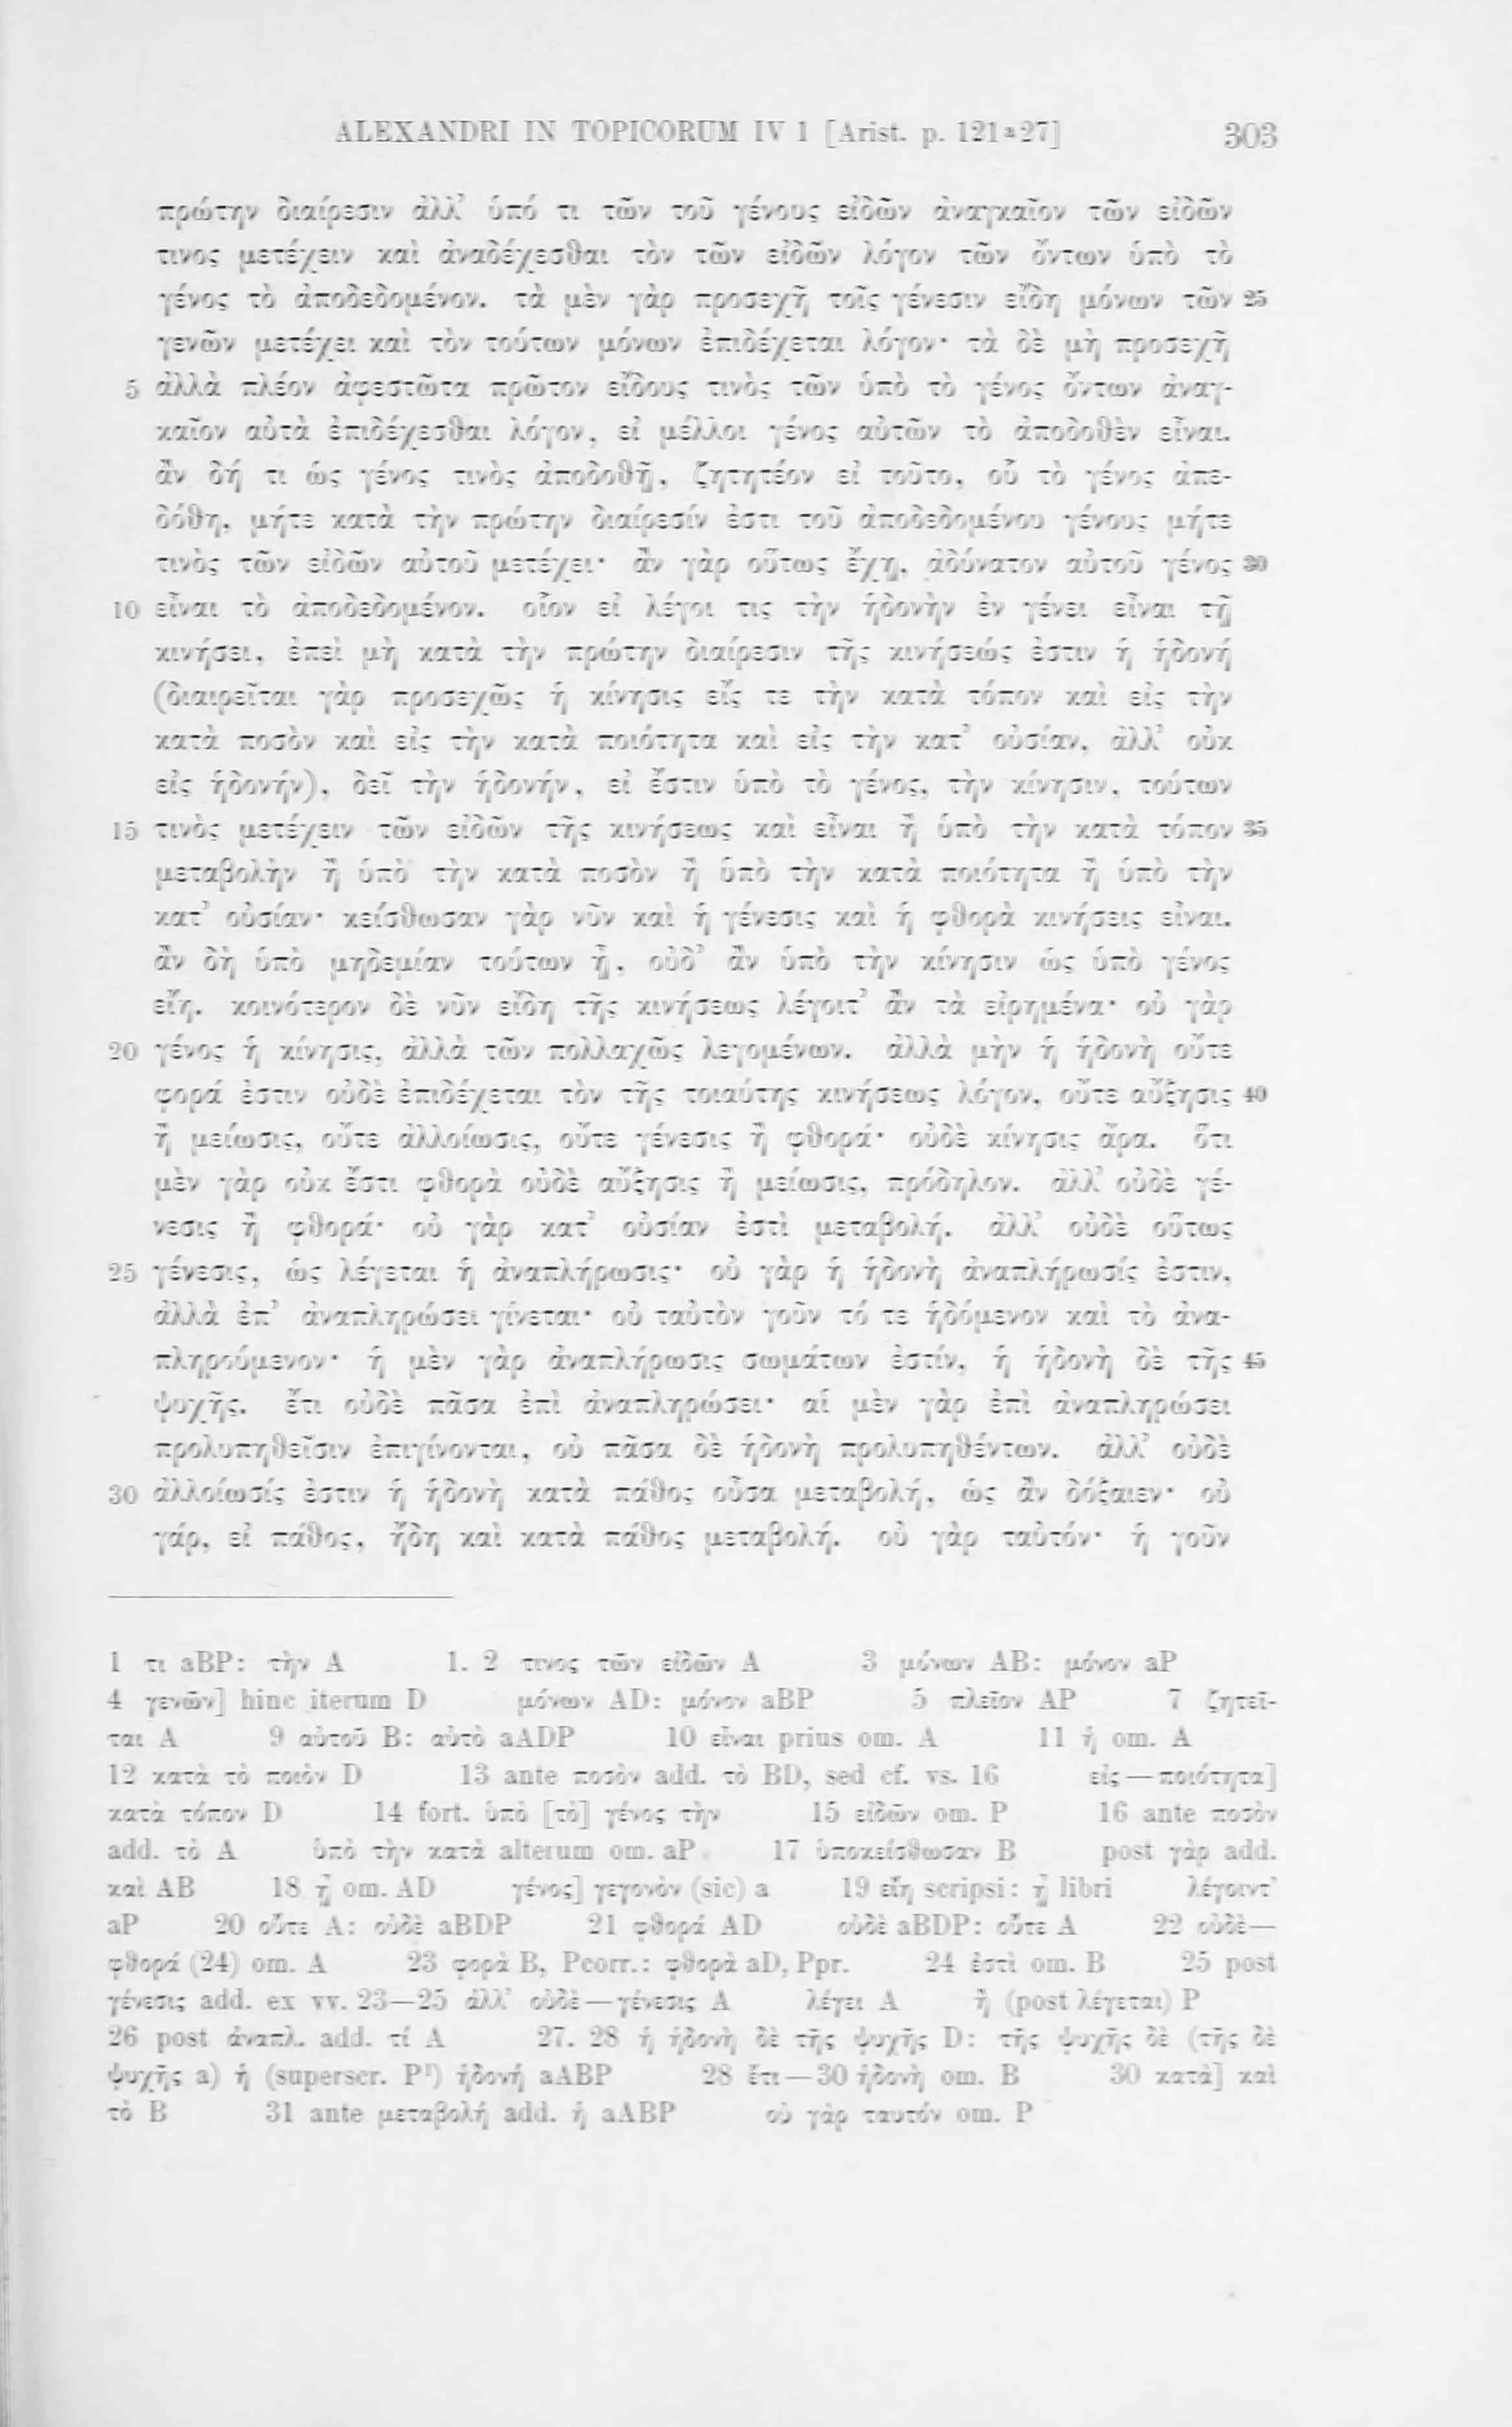 ALEXANDRI IN TOPICORUM IV 1 [Arist. p. 121a27] 303
πρώτην διαίρεσιν ἀλλ’ ὑπό τι τῶν τοῦ γένους εἰδῶν ἀναγκαῖον τῶν εἰδῶν
τινος μετέχειν καὶ ἀναδέχεσθαι τὸν τῶν εἰδῶν λόγον τῶν ὄντων ὑπὸ τὸ
γένος τὸ ἀποδεδομένον. τὰ μὲν γὰρ προσεχῆ τοῖς γένεσιν εἴδη μόνων τῶν 25
γενῶν μετέχει καὶ τὸν τούτων μόνων ἐπιδέχεται λόγον· τὰ δὲ μὴ προσεχῆ
5 ἀλλὰ πλέον ἀφεστῶτα πρῶτον εἴδους τινὸς τῶν ὑπὸ τὸ γένος ὄντων ἀναγ-
καῖον αὐτὰ ἐπιδέχεσθαι λόγον, εἰ μέλλοι γένος αὐτῶν τὸ ἀποδοθὲν εἶναι.
ἂν δή τι ὡς γένος τινὸς ἀποδοθῇ, ζητητέον εἰ τοῦτο, οὗ τὸ γένος ἀπε-
δόθη, μήτε κατὰ τὴν πρώτην διαίρεσίν ἐστι τοῦ ἀποδεδομένου γένους μήτε
τινὸς τῶν εἰδῶν αὐτοῦ μετέχει· ἂν γὰρ οὕτως ἔχῃ, ἀδύνατον αὐτοῦ γένος 30
10 εἶναι τὸ ἀποδεδομένον. οἷον εἰ λέγοι τις τὴν ἡδονὴν ἐν γένει εἶναι τῇ
κινήσει, ἐπεὶ μὴ κατὰ τὴν πρώτην διαίρεσιν τῆς κινήσεώς ἐστιν ἡ ἡδονή
(διαιρεῖται γὰρ προσεχῶς ἡ κίνησις εἴς τε τὴν κατὰ τόπον καὶ εἰς τὴν
κατὰ ποσὸν καὶ εἰς τὴν κατὰ ποιότητα καὶ εἰς τὴν κατ’ οὐσίαν, ἀλλ’ οὐκ
εἰς ἡδονήν), δεῖ τὴν ἡδονήν, εἰ ἔστιν ὑπὸ τὸ γένος, τὴν κίνησιν, τούτων
15 τινὸς μετέχειν τῶν εἰδῶν τῆς κινήσεως καὶ εἶναι ἢ ὑπὸ τὴν κατὰ τόπον 35
μεταβολὴν ἢ ὑπὸ τὴν κατὰ ποσὸν ἢ ὑπὸ τὴν κατὰ ποιότητα ἢ ὑπὸ τὴν
κατ’ οὐσίαν· κείσθωσαν γὰρ νῦν καὶ ἡ γένεσις καὶ ἡ φθορὰ κινήσεις εἶναι.
ἂν δὴ ὑπὸ μηδεμίαν τούτων ᾖ, οὐδ’ ἂν ὑπὸ τὴν κίνησιν ὡς ὑπὸ γένος
εἴη. κοινότερον δὲ νῦν εἴδη τῆς κινήσεως λέγοιτ’ ἂν τὰ εἰρημένα· οὐ γὰρ
20 γένος ἡ κίνησις, ἀλλὰ τῶν πολλαχῶς λεγομένων. ἀλλὰ μὴν ἡ ἡδονὴ οὔτε
φορά ἐστιν οὐδὲ ἐπιδέχεται τὸν τῆς τοιαύτης κινήσεως λόγον, οὔτε αὔξησις 40
ἢ μείωσις, οὔτε ἀλλοίωσις, οὔτε γένεσις ἢ φθορά· οὐδὲ κίνησις ἄρα. ὅτι
μὲν γὰρ οὐκ ἔστι φθορὰ οὐδὲ αὔξησις ἢ μείωσις, πρόδηλον. ἀλλ’ οὐδὲ γέ-
νεσις ἢ φθορά· οὐ γὰρ κατ’ οὐσίαν ἐστὶ μεταβολή. ἀλλ’ οὐδὲ οὕτως
25 γένεσις, ὡς λέγεται ἡ ἀναπλήρωσις· οὐ γὰρ ἡ ἡδονὴ ἀναπλήρωσίς ἐστιν,
ἀλλὰ ἐπ’ ἀναπληρώσει γίνεται· οὐ ταὐτὸν γοῦν τό τε ἡδόμενον καὶ τὸ ἀνα-
πληρούμενον· ἡ μὲν γὰρ ἀναπλήρωσις σωμάτων ἐστίν, ἡ ἡδονὴ δὲ τῆς 45
ψυχῆς. ἔτι οὐδὲ πᾶσα ἐπὶ ἀναπληρώσει· αἱ μὲν γὰρ ἐπὶ ἀναπληρώσει
προλυπηθεῖσιν ἐπιγίνονται, οὐ πᾶσα δὲ ἡδονὴ προλυπηθέντων. ἀλλ’ οὐδὲ
30 ἀλλοίωσίς ἐστιν ἡ ἡδονὴ κατὰ πάθος οὖσα μεταβολή, ὡς ἂν δόξαιεν· οὐ
γάρ, εἰ πάθος, ἤδη καὶ κατὰ πάθος μεταβολή. οὐ γὰρ ταὐτόν· ἡ γοῦν
1 τι aBP: τὴν A 1. 2 τινος τῶν εἰδῶν A 3 μόνων AB: μόνον aP
4 γενῶν] hinc iterum D μόνων AD: μόνον aBP 5 πλεῖον AP 7 ζητεῖ-
ται A 9 αὐτοῦ B: αὐτὸ aADP 10 εἶναι prius om. A 11 ἡ om. A
12 κατὰ τὸ ποιὸν D 13 ante ποσὸν add. τὸ BD, sed cf. vs. 16 εἰς—ποιότητα]
κατὰ τόπον D 14 fort. ὑπὸ [τὸ] γένος τὴν 15 εἰδῶν om. P 16 ante ποσὸν
add. τὸ A ὑπὸ τὴν κατὰ alterum om. aP 17 ὑποκείσθωσαν B post γὰρ add.
καὶ AB 18 ᾖ om. AD γένος] γεγονὸν (sic) a 19 εἴη scripsi: ᾖ libri λέγοιντ’
aP 20 οὔτε A: οὐδὲ aBDP 21 φθορά AD οὐδὲ aBDP: οὔτε A 22 οὐδὲ—
φθορά (24) om. A 23 φορὰ B, Pcorr.: φθορὰ aD, Ppr. 24 ἐστὶ om. B 25 post
γένεσις add. ex vv. 23—25 ἀλλ’ οὐδὲ—γένεσις A λέγει A ἢ (post λέγεται) P
26 post ἀναπλ. add. τί A 27. 28 ἡ ἡδονὴ δὲ τῆς ψυχῆς D: τῆς ψυχῆς δὲ (τῆς δὲ
ψυχῆς a) ἡ (superscr. P¹) ἡδονή aABP 28 ἔτι—30 ἡδονὴ om. B 30 κατὰ] καὶ
τὸ B 31 ante μεταβολή add. ἡ aABP οὐ γὰρ ταυτόν om. P